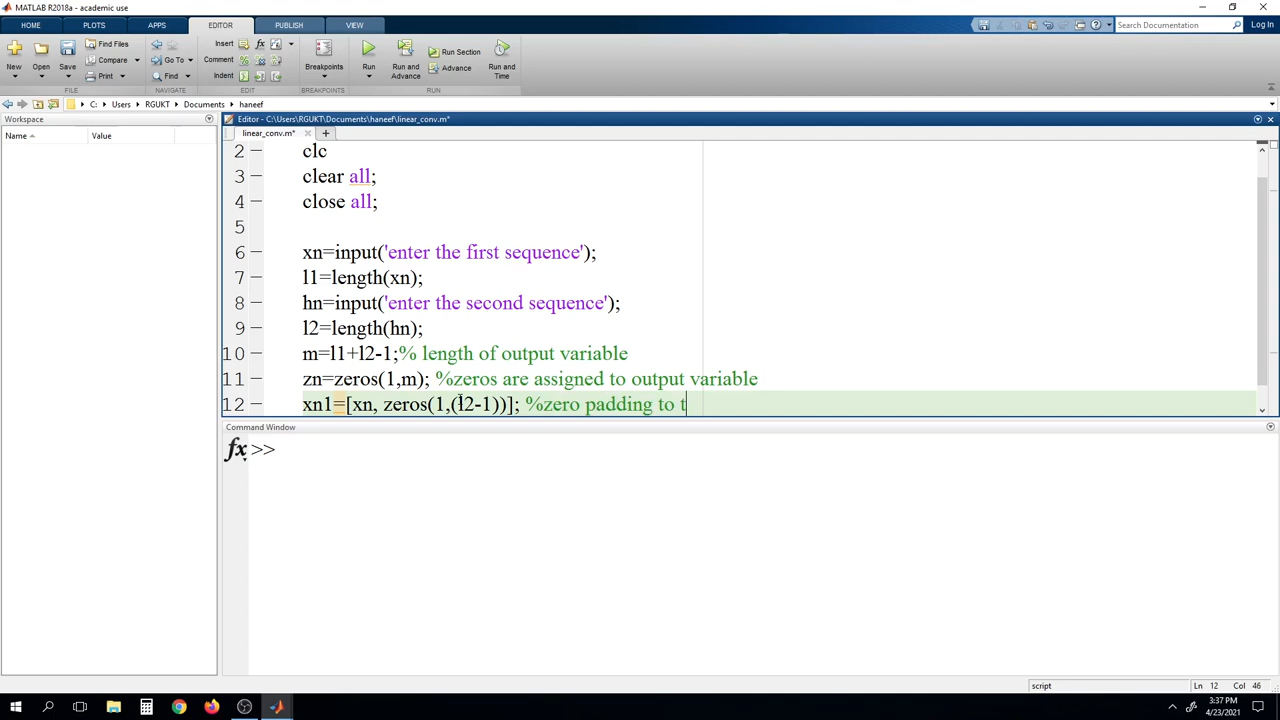 MATLAB R2018a - academic use
HOME PLOTS APPS EDITOR PUBLISH VIEW
Search Documentation Log In
New Open Save Find Files Compare Print
Insert fx Comment Indent
Go To Find
Breakpoints Run Run and Advance Run Section Advance Run and Time
FILE NAVIGATE EDIT BREAKPOINTS RUN
C: Users RGUKT Documents haneef
Workspace
Name Value
Editor - C:\Users\RGUKT\Documents\haneef\linear_conv.m*
linear_conv.m*
2 clc
3 clear all;
4 close all;
5
6 xn=input('enter the first sequence');
7 l1=length(xn);
8 hn=input('enter the second sequence');
9 l2=length(hn);
10 m=l1+l2-1;% length of output variable
11 zn=zeros(1,m); %zeros are assigned to output variable
12 xn1=[xn, zeros(1,(l2-1))]; %zero padding to t
Command Window
fx >>
script Ln 12 Col 46
3:37 PM
4/23/2021